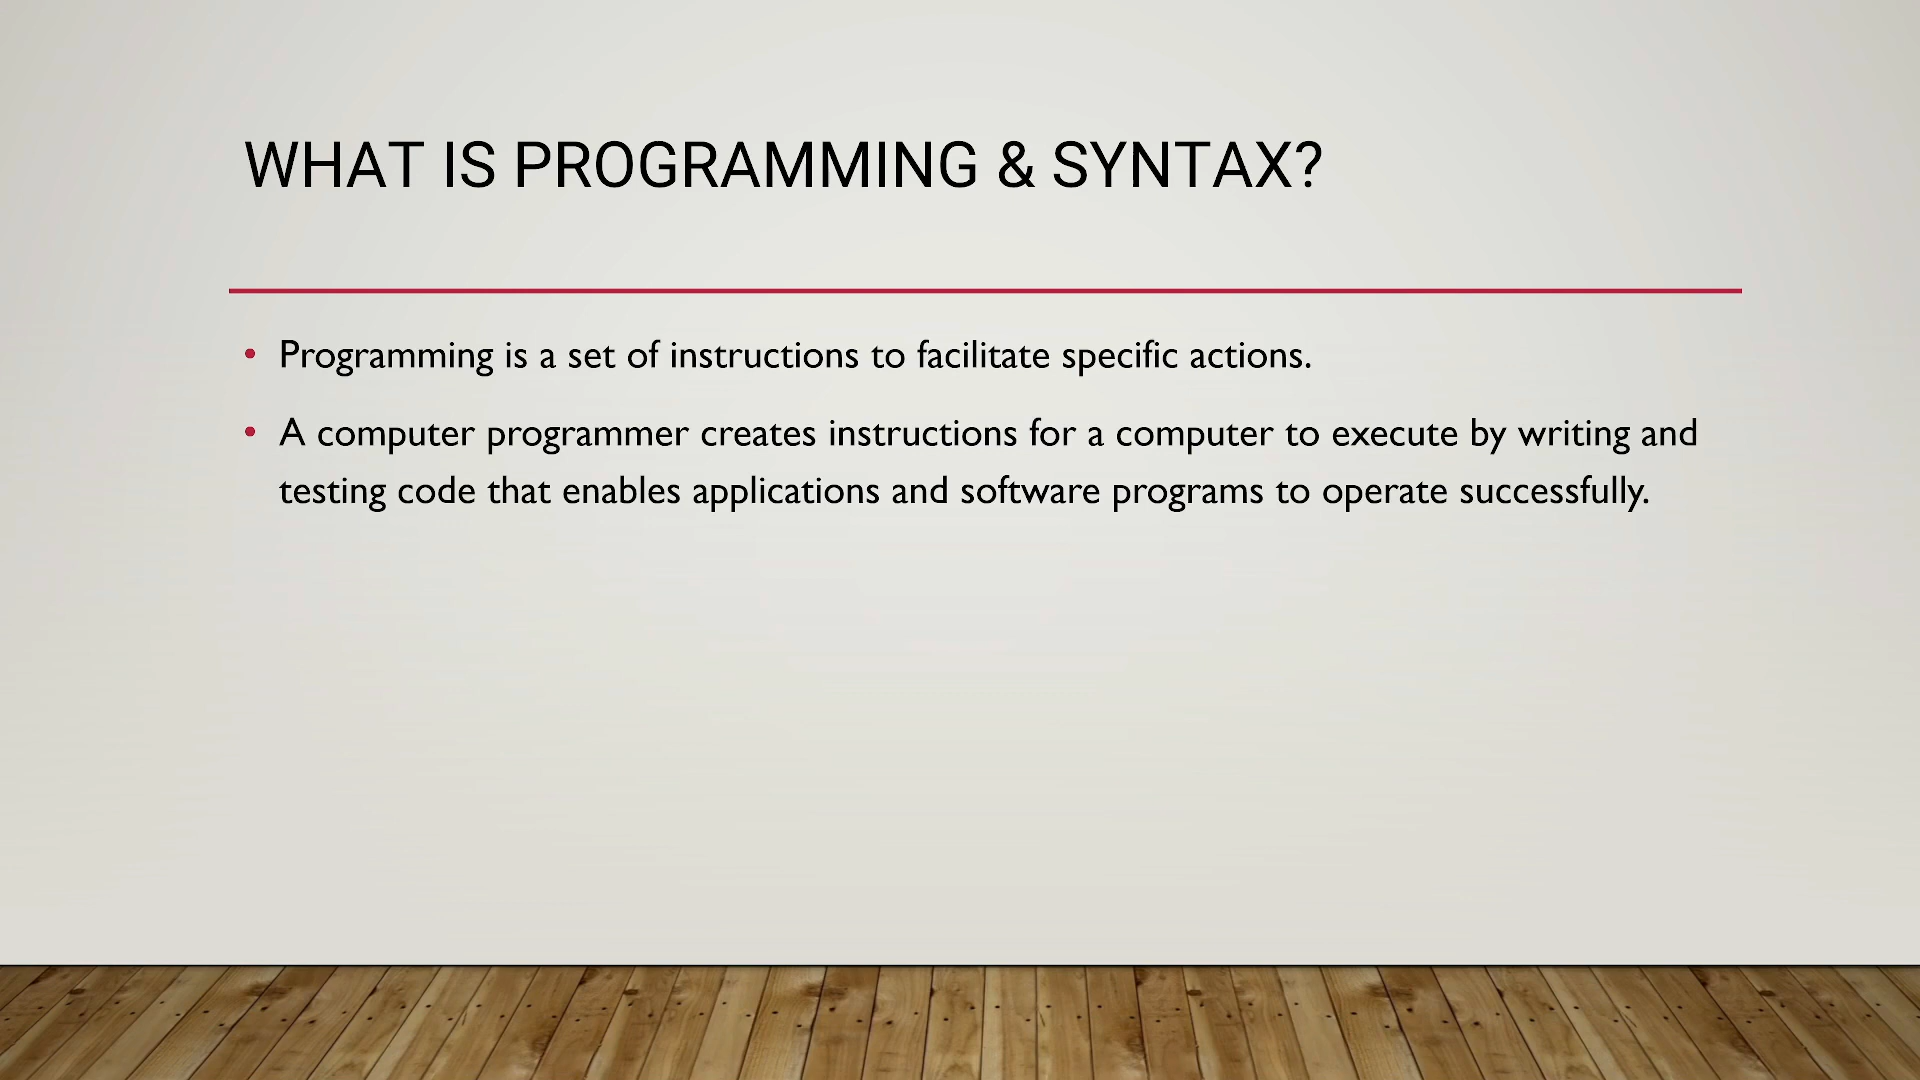 WHAT IS PROGRAMMING & SYNTAX?
• Programming is a set of instructions to facilitate specific actions.
• A computer programmer creates instructions for a computer to execute by writing and
testing code that enables applications and software programs to operate successfully.